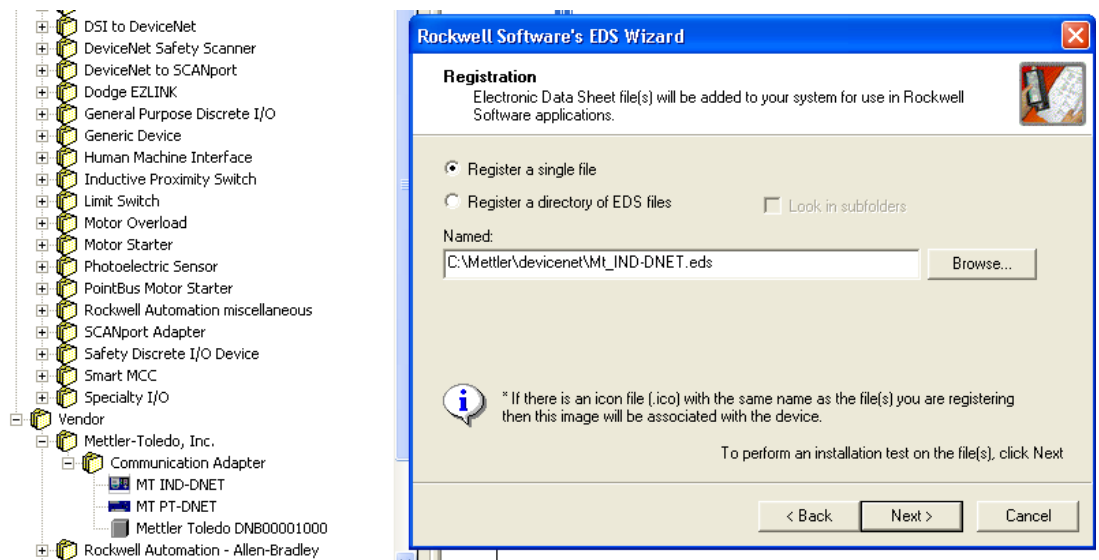 DSI to DeviceNet
DeviceNet Safety Scanner
DeviceNet to SCANport
Dodge EZLINK
General Purpose Discrete I/O
Generic Device
Human Machine Interface
Inductive Proximity Switch
Limit Switch
Motor Overload
Motor Starter
Photoelectric Sensor
PointBus Motor Starter
Rockwell Automation miscellaneous
SCANport Adapter
Safety Discrete I/O Device
Smart MCC
Specialty I/O
Vendor
Mettler-Toledo, Inc.
Communication Adapter
MT IND-DNET
MT PT-DNET
Mettler Toledo DNB00001000
Rockwell Automation - Allen-Bradley
Rockwell Software's EDS Wizard
Registration
Electronic Data Sheet file(s) will be added to your system for use in Rockwell
Software applications.
Register a single file
Register a directory of EDS files
Look in subfolders
Named:
C:\Mettler\devicenet\Mt_IND-DNET.eds
Browse...
* If there is an icon file (.ico) with the same name as the file(s) you are registering
then this image will be associated with the device.
To perform an installation test on the file(s), click Next
< Back
Next >
Cancel